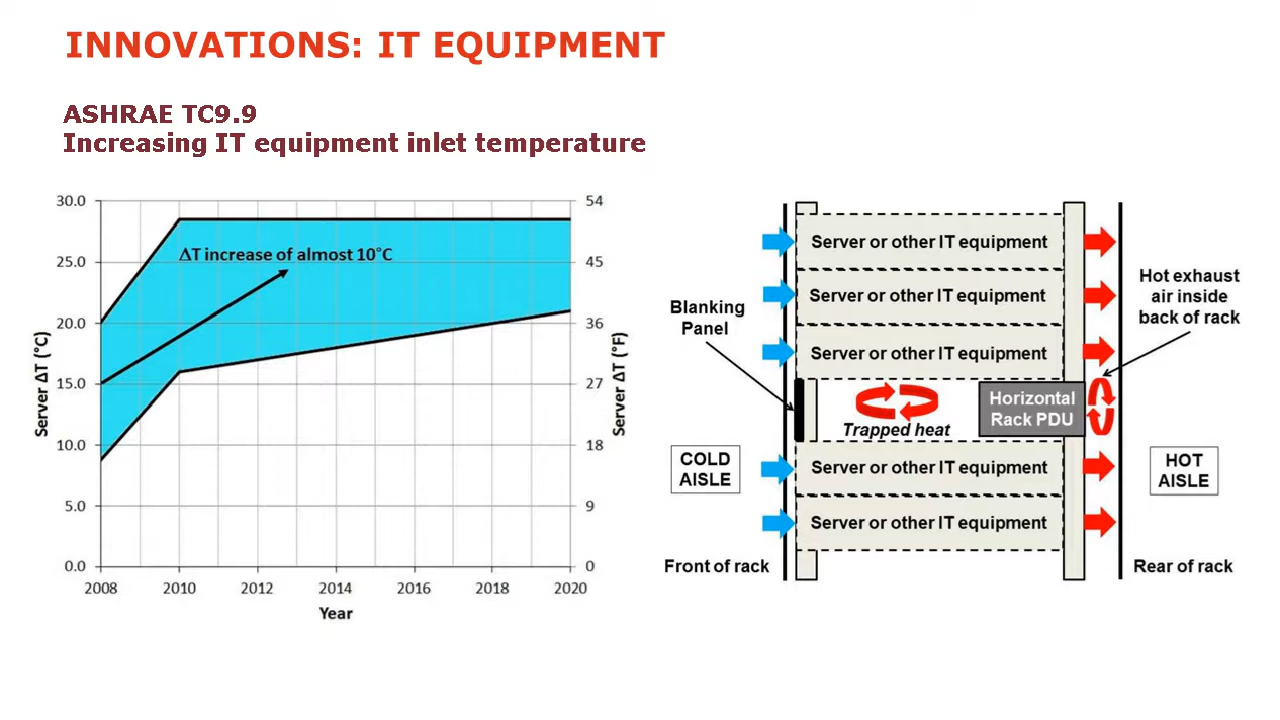 INNOVATIONS: IT EQUIPMENT
ASHRAE TC9.9
Increasing IT equipment inlet temperature
30.0
25.0
20.0
15.0
10.0
5.0
0.0
Server ΔT (°C)
ΔT increase of almost 10°C
54
45
36
27
18
9
0
Server ΔT (°F)
2008
2010
2012
2014
2016
2018
2020
Year
Server or other IT equipment
Server or other IT equipment
Server or other IT equipment
Blanking
Panel
Hot exhaust
air inside
back of rack
Trapped heat
Horizontal
Rack PDU
COLD
AISLE
Server or other IT equipment
HOT
AISLE
Server or other IT equipment
Front of rack
Rear of rack